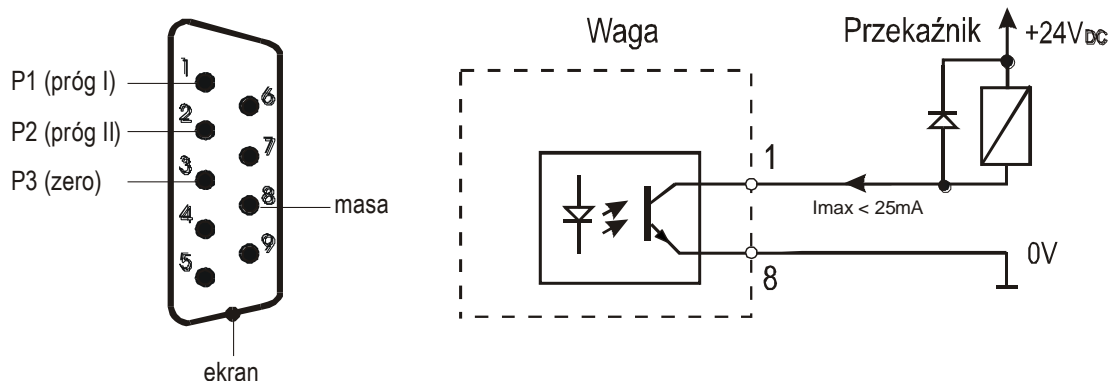 1
P1 (próg I)
6
2
P2 (próg II)
7
3
P3 (zero)
8
masa
4
9
5
ekran
Waga
Przekaźnik
+24VDC
1
Imax < 25mA
8
0V